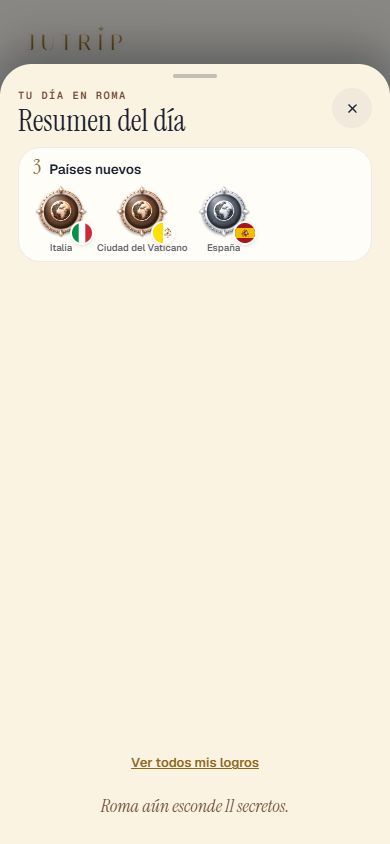 JUTRIP
TU DÍA EN ROMA
Resumen del día
×
3 Países nuevos
Italia
Ciudad del Vaticano
España
Ver todos mis logros
Roma aún esconde 11 secretos.